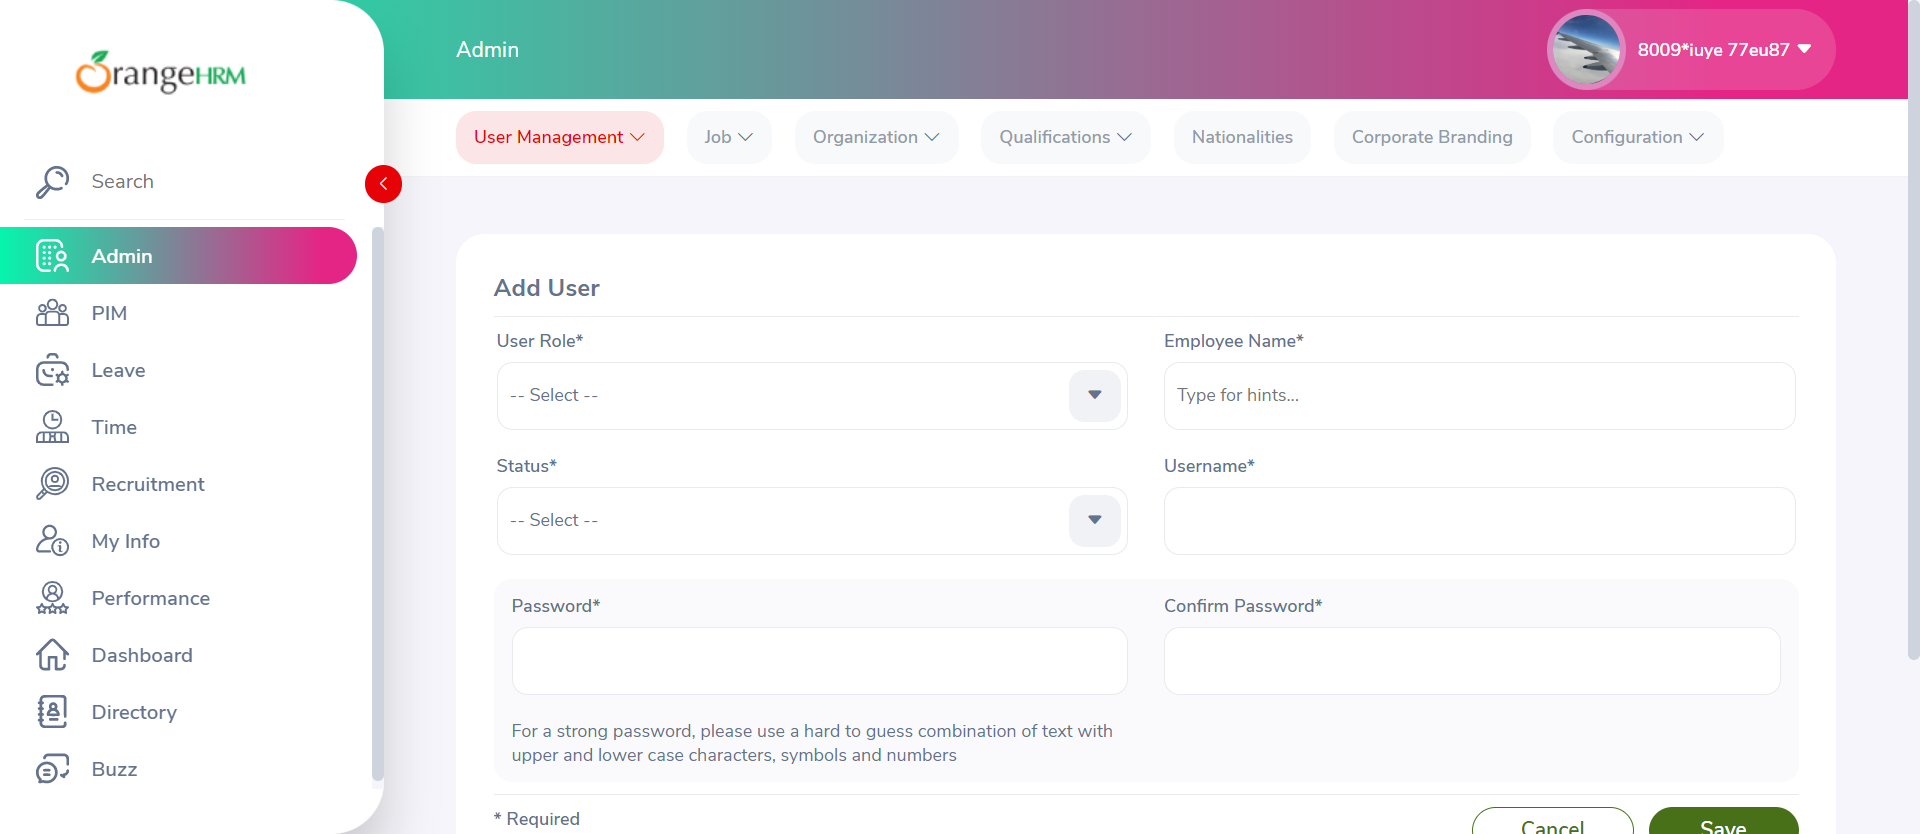 OrangeHRM
Search
Admin
PIM
Leave
Time
Recruitment
My Info
Performance
Dashboard
Directory
Buzz
Admin
8009*iuye 77eu87
User Management
Job
Organization
Qualifications
Nationalities
Corporate Branding
Configuration
Add User
User Role*
Employee Name*
-- Select --
Type for hints...
Status*
Username*
-- Select --
Password*
Confirm Password*
For a strong password, please use a hard to guess combination of text with
upper and lower case characters, symbols and numbers
* Required
Cancel
Save